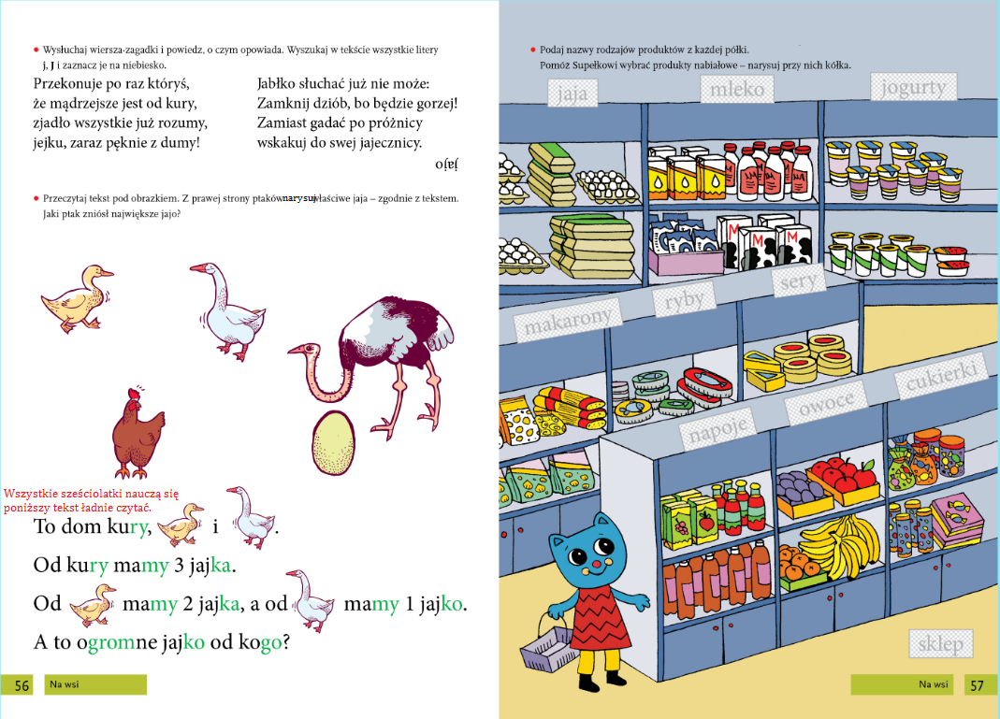 • Wysłuchaj wiersza-zagadki i powiedz, o czym opowiada. Wyszukaj w tekście wszystkie litery
j, J i zaznacz je na niebiesko.
Przekonuje po raz któryś,
że mądrzejsze jest od kury,
zjadło wszystkie już rozumy,
jejku, zaraz pęknie z dumy!
Jabłko słuchać już nie może:
Zamknij dziób, bo będzie gorzej!
Zamiast gadać po próżnicy
wskakuj do swej jajecznicy.
jajo
• Przeczytaj tekst pod obrazkiem. Z prawej strony ptaków narysuj właściwe jaja – zgodnie z tekstem.
Jaki ptak zniósł największe jajo?
Wszystkie sześciolatki nauczą się
poniższy tekst ładnie czytać.
To dom kury, i .
Od kury mamy 3 jajka.
Od mamy 2 jajka, a od mamy 1 jajko.
A to ogromne jajko od kogo?
56 Na wsi
• Podaj nazwy rodzajów produktów z każdej półki.
Pomóż Supełkowi wybrać produkty nabiałowe – narysuj przy nich kółka.
jaja mleko jogurty
M M M
makarony ryby sery
napoje owoce cukierki
sklep
Na wsi 57